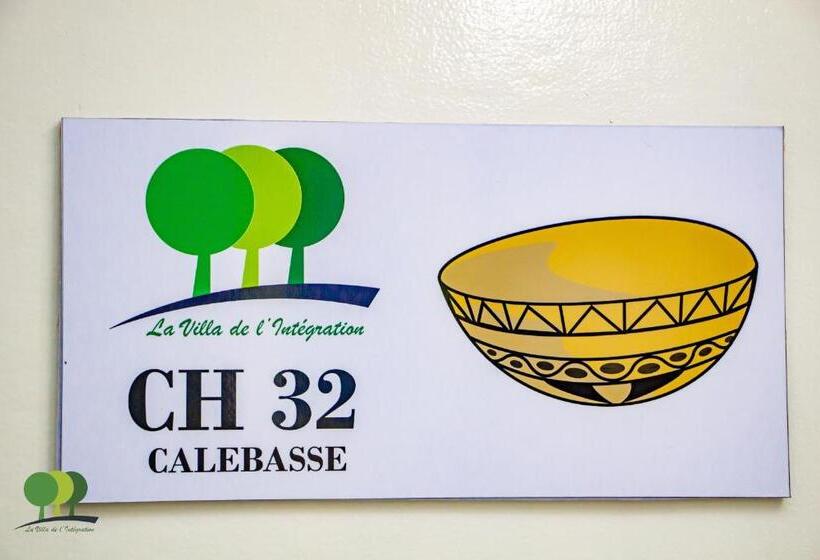 La Villa de l'Intégration
CH 32
CALEBASSE
La Villa de l'Intégration